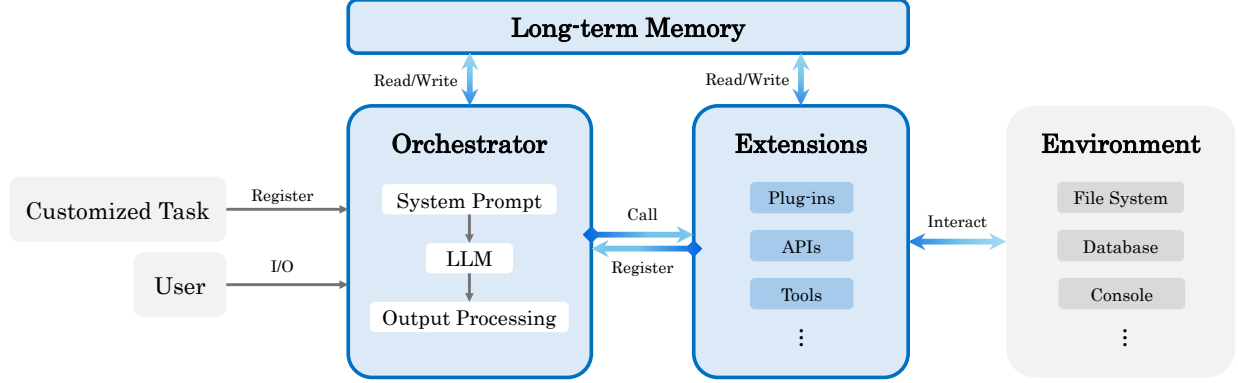 Long-term Memory
Read/Write
Read/Write
Orchestrator
Extensions
Environment
System Prompt
LLM
Output Processing
Plug-ins
APIs
Tools
⋮
File System
Database
Console
⋮
Customized Task
Register
User
I/O
Call
Register
Interact